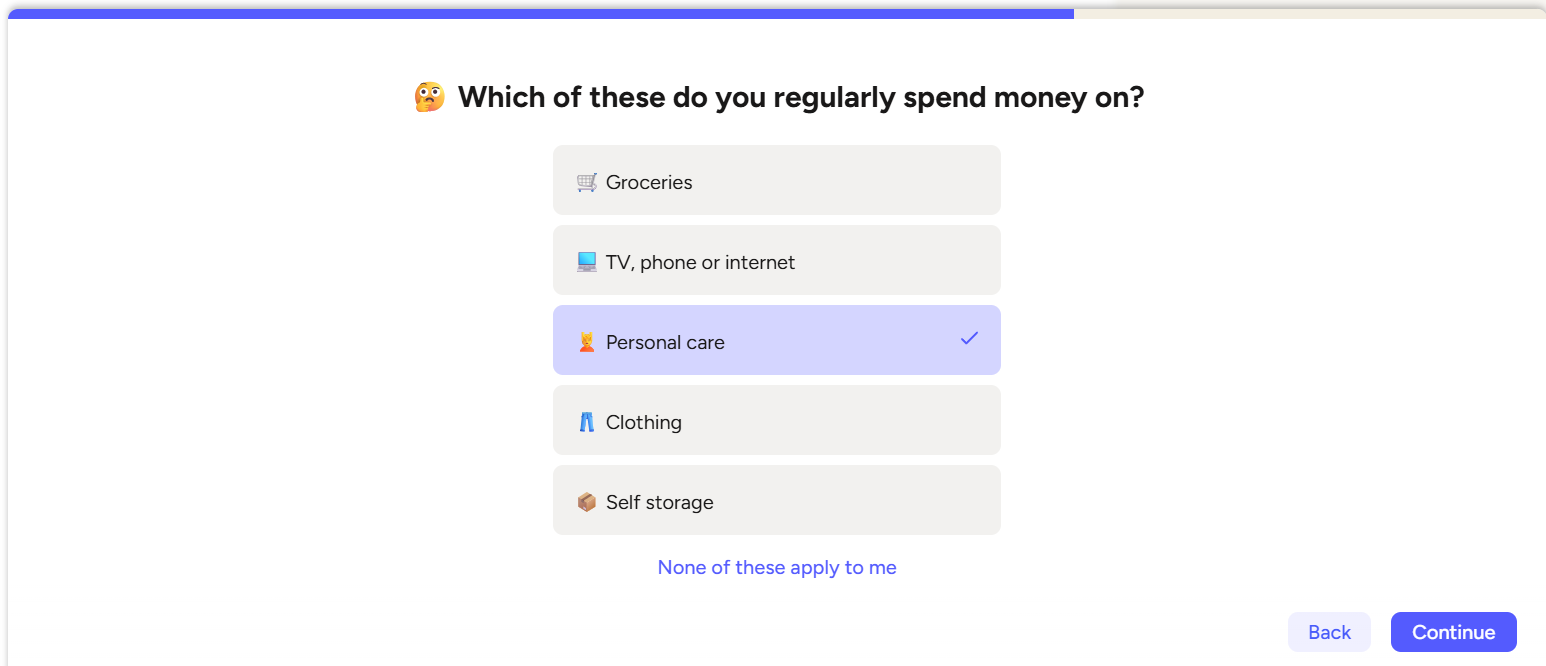 🤔 Which of these do you regularly spend money on?
🛒 Groceries
💻 TV, phone or internet
💆 Personal care
👖 Clothing
📦 Self storage
None of these apply to me
Back
Continue